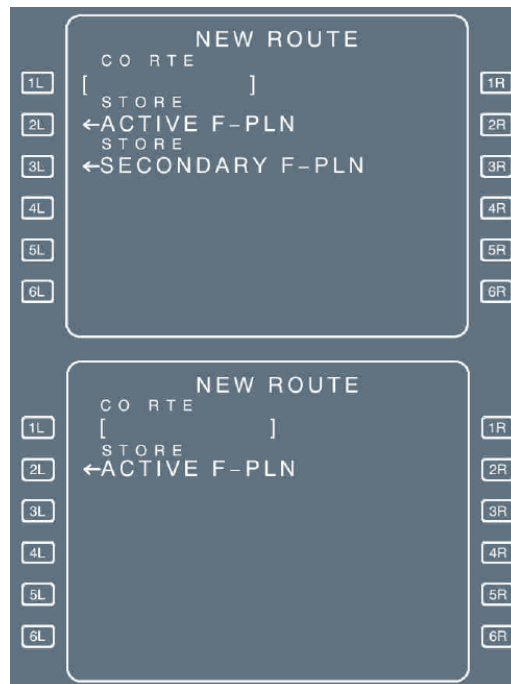 NEW ROUTE
CO RTE
1L [ ] 1R
STORE
2L ←ACTIVE F-PLN 2R
STORE
3L ←SECONDARY F-PLN 3R
4L 4R
5L 5R
6L 6R
NEW ROUTE
CO RTE
1L [ ] 1R
STORE
2L ←ACTIVE F-PLN 2R
3L 3R
4L 4R
5L 5R
6L 6R